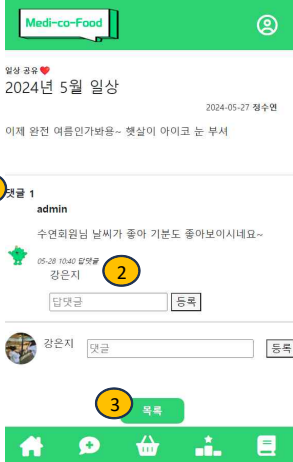 Medi-co-Food
일상 공유❤️
2024년 5월 일상
2024-05-27 정수연
이제 완전 여름인가봐용~ 햇살이 아이코 눈 부셔
댓글 1
admin
수연회원님 날씨가 좋아 기분도 좋아보이시네요~
05-28 10:40 답댓글
강은지
2
답댓글 등록
강은지 댓글 등록
3
목록